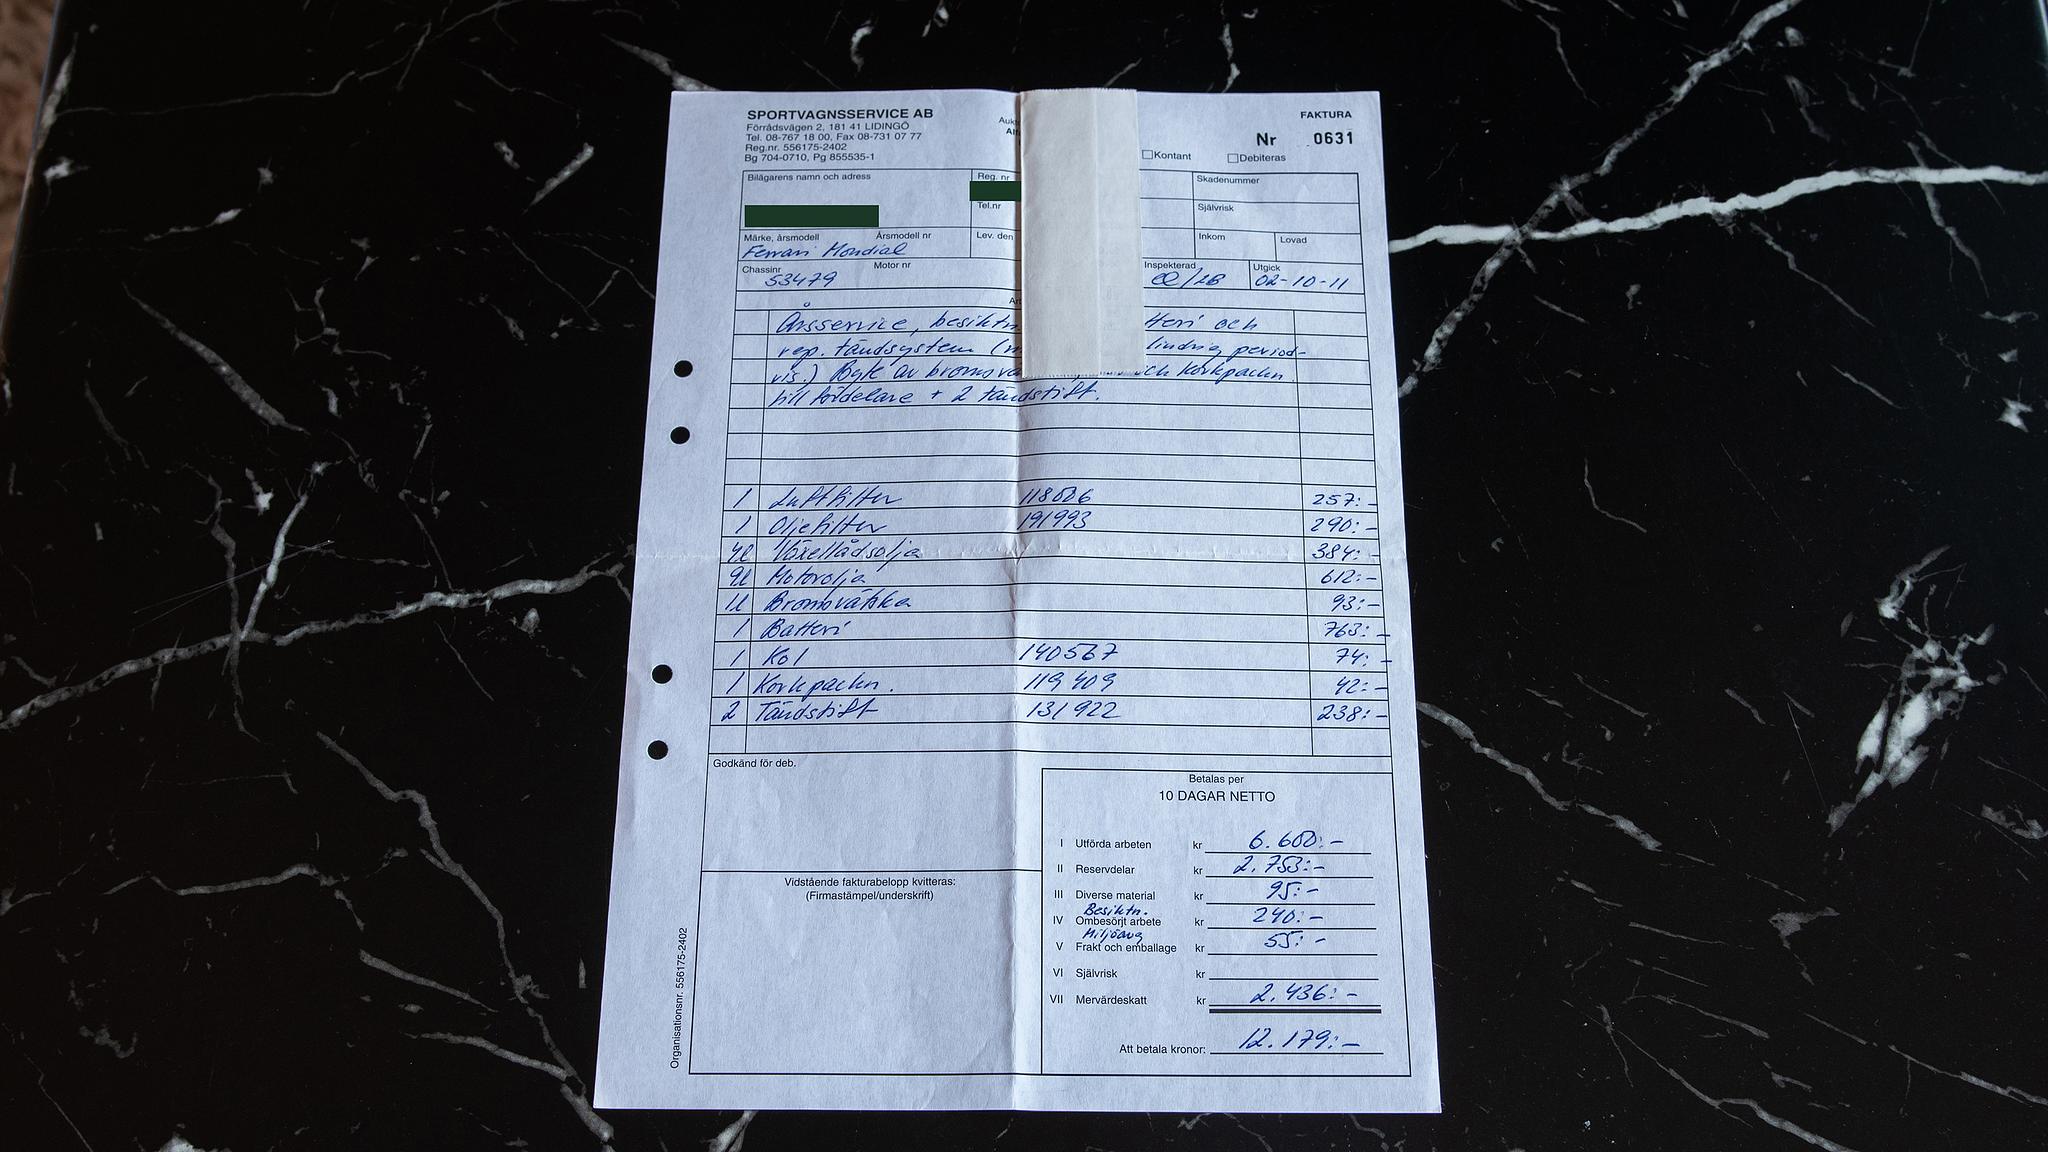 SPORTVAGNSSERVICE AB
Förrådsvägen 2, 181 41 LIDINGÖ
Tel. 08-767 18 00, Fax 08-731 07 77
Reg.nr. 556175-2402
Bg 704-0710, Pg 855535-1
FAKTURA
Nr 0631
Kontant Debiteras
Bilägarens namn och adress
Reg. nr
Tel.nr
Skadenummer
Självrisk
Märke, årsmodell Årsmodell nr Lev. den Inkom Lovad
Ferrari Mondial
Chassinr Motor nr Inspekterad Utgick
53479 02-10-11
Årsservice, besiktn. och
rep. tändsystem lindrig period-
vis.) Byte av och korkpackn.
till fördelare + 2 tändstift.
1 Luftfilter 118006 257:-
1 Oljefilter 191993 290:-
4l Växellådsolja 384:-
9l Motorolja 612:-
1l Bromsvätska 93:-
1 Batteri 763:-
1 Kol 140567 74:-
1 Korkpackn. 119409 42:-
2 Tändstift 131922 238:-
Godkänd för deb.
Betalas per
10 DAGAR NETTO
I Utförda arbeten kr 6.600:-
II Reservdelar kr 2.753:-
III Diverse material kr 95:-
Besiktn.
IV Ombesörjt arbete kr 240:-
Miljöavg
V Frakt och emballage kr 55:-
VI Självrisk kr
VII Mervärdeskatt kr 2.436:-
Att betala kronor: 12.179:-
Vidstående fakturabelopp kvitteras:
(Firmastämpel/underskrift)
Organisationsnr. 556175-2402